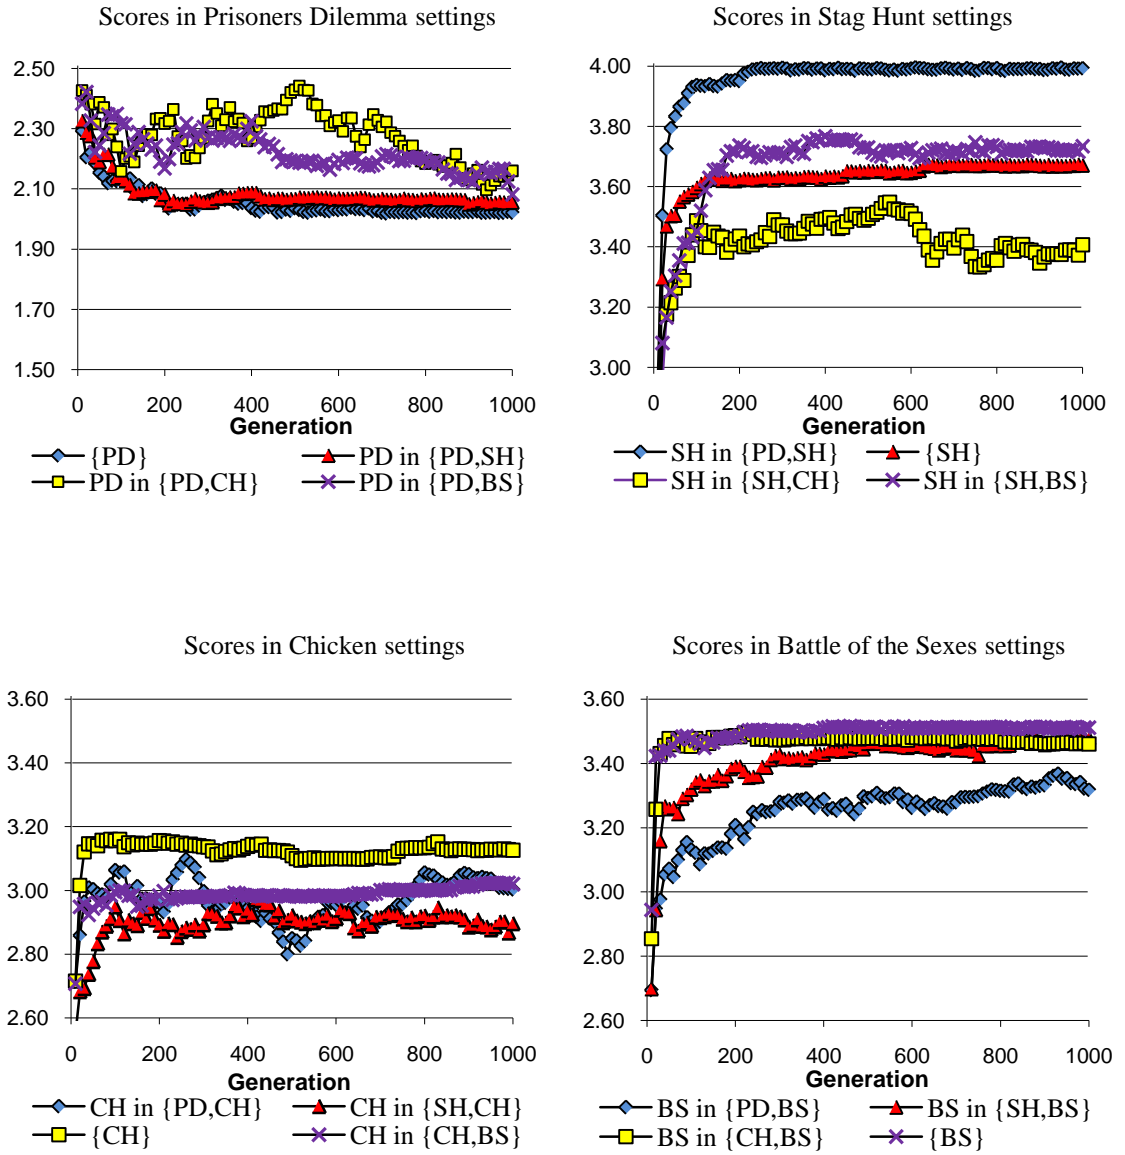 Scores in Prisoners Dilemma settings
2.50
2.30
2.10
1.90
1.70
1.50
0 200 400 600 800 1000
Generation
{PD} PD in {PD,SH}
PD in {PD,CH} PD in {PD,BS}
Scores in Stag Hunt settings
4.00
3.80
3.60
3.40
3.20
3.00
0 200 400 600 800 1000
Generation
SH in {PD,SH} {SH}
SH in {SH,CH} SH in {SH,BS}
Scores in Chicken settings
3.60
3.40
3.20
3.00
2.80
2.60
0 200 400 600 800 1000
Generation
CH in {PD,CH} CH in {SH,CH}
{CH} CH in {CH,BS}
Scores in Battle of the Sexes settings
3.60
3.40
3.20
3.00
2.80
2.60
0 200 400 600 800 1000
Generation
BS in {PD,BS} BS in {SH,BS}
BS in {CH,BS} {BS}